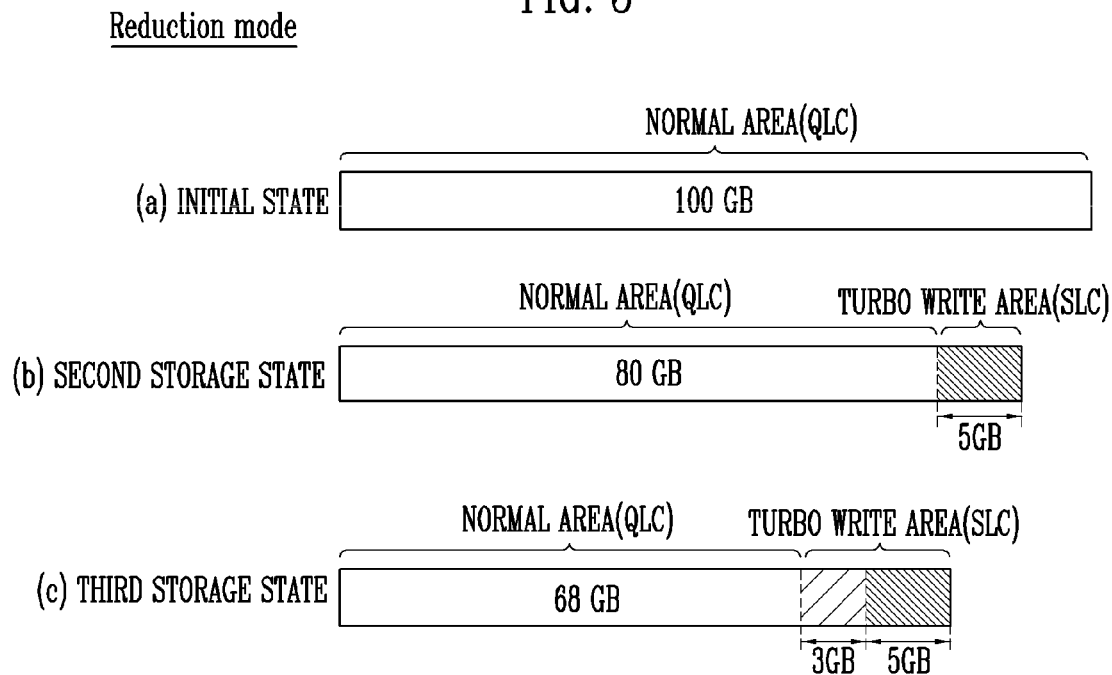 FIG. 6
Reduction mode
NORMAL AREA(QLC)
(a) INITIAL STATE
100 GB
NORMAL AREA(QLC)
TURBO WRITE AREA(SLC)
(b) SECOND STORAGE STATE
80 GB
5GB
NORMAL AREA(QLC)
TURBO WRITE AREA(SLC)
(c) THIRD STORAGE STATE
68 GB
3GB
5GB